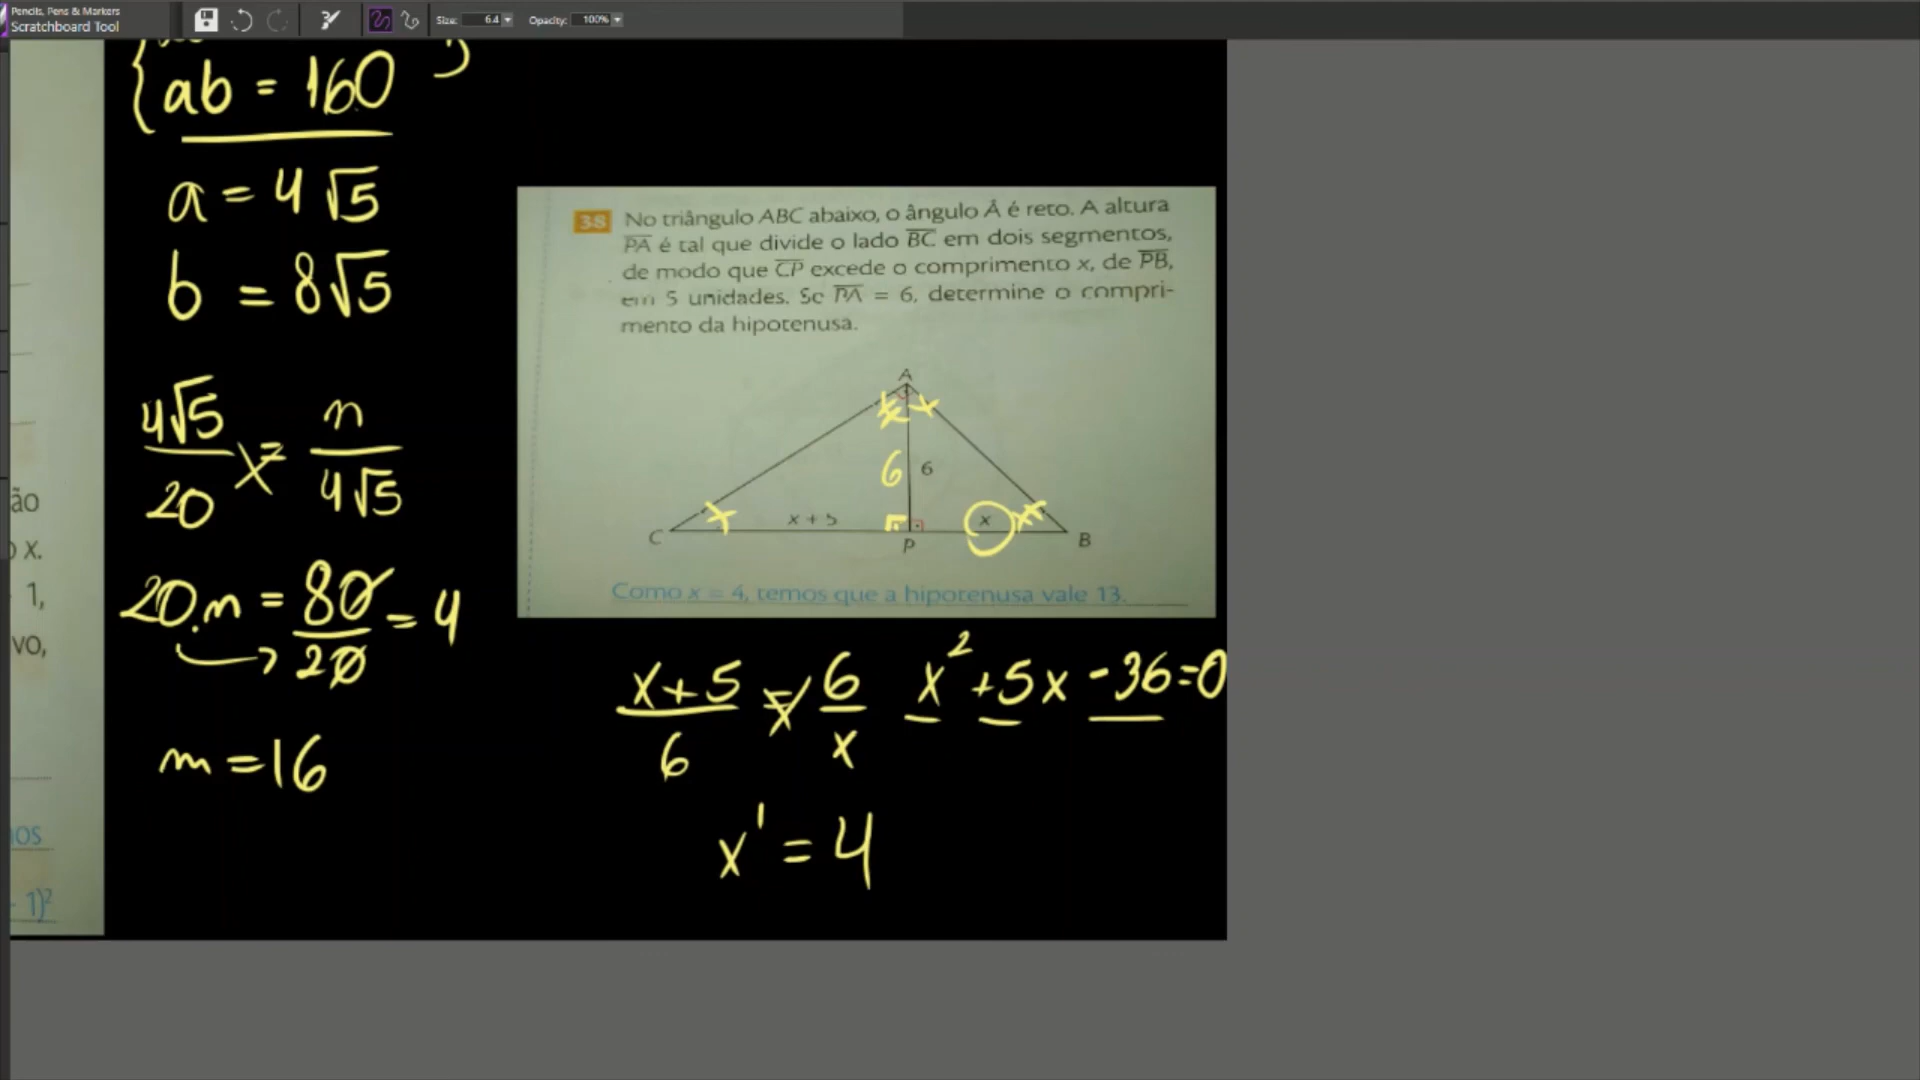 Pencils, Pens & Markers
Scratchboard Tool
Size: 6.4
Opacity: 100%
ab = 160
a = 4√5
b = 8√5
4√5/20 = n/4√5
20.n = 80/20 = 4
m = 16
ão
x.
1,
vo,
1)²
38 No triângulo ABC abaixo, o ângulo Â é reto. A altura
PA é tal que divide o lado BC em dois segmentos,
de modo que CP excede o comprimento x, de PB,
em 5 unidades. Se PA = 6, determine o compri-
mento da hipotenusa.
A
6 6
C x + 5 P x B
Como x = 4, temos que a hipotenusa vale 13.
x+5/6 = 6/x x² +5x -36=0
x' = 4